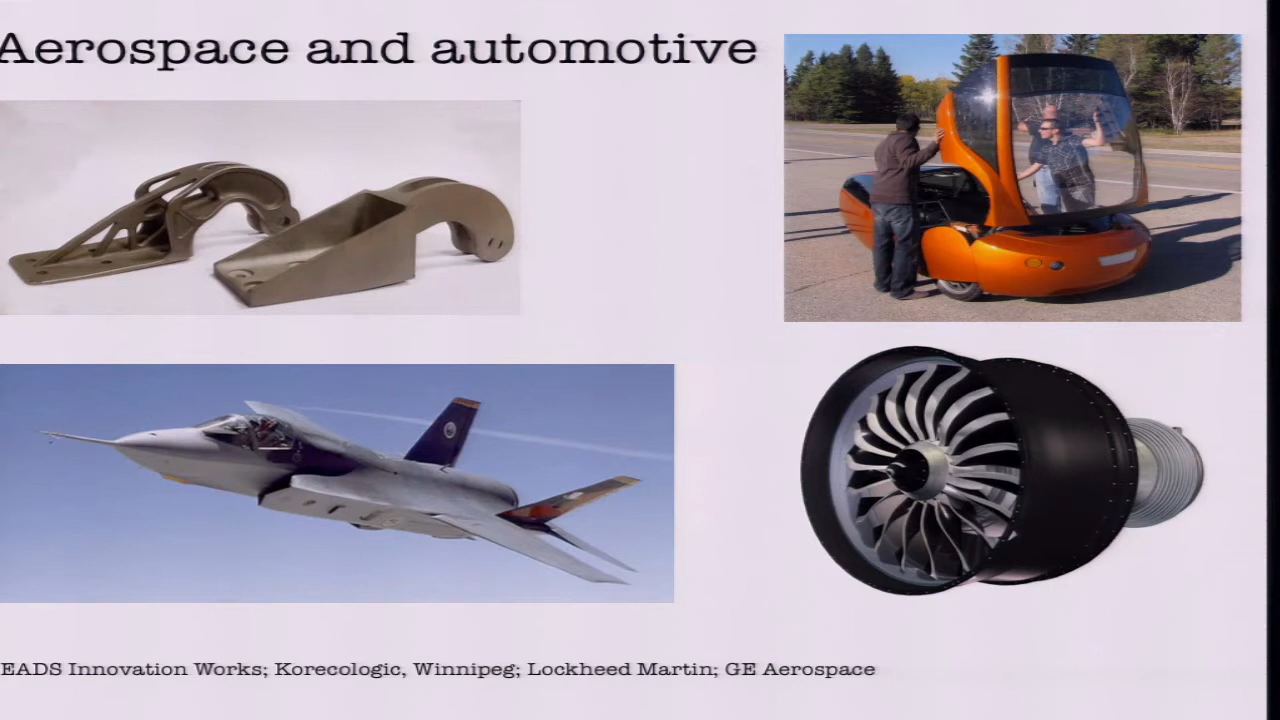 Aerospace and automotive
EADS Innovation Works; Korecologic, Winnipeg; Lockheed Martin; GE Aerospace